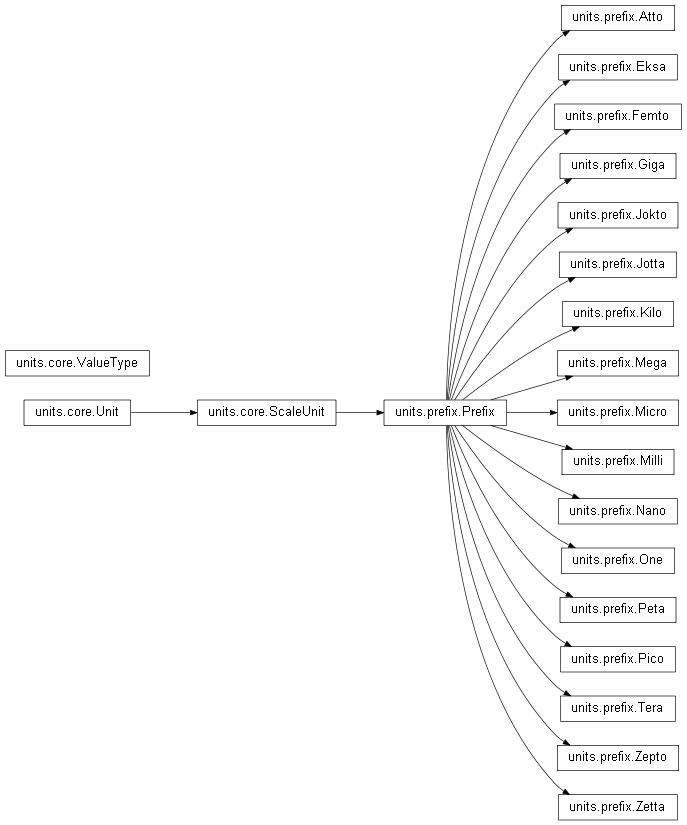 units.prefix.Atto
units.prefix.Eksa
units.prefix.Femto
units.prefix.Giga
units.prefix.Jokto
units.prefix.Jotta
units.prefix.Kilo
units.core.ValueType
units.prefix.Mega
units.core.Unit
units.core.ScaleUnit
units.prefix.Prefix
units.prefix.Micro
units.prefix.Milli
units.prefix.Nano
units.prefix.One
units.prefix.Peta
units.prefix.Pico
units.prefix.Tera
units.prefix.Zepto
units.prefix.Zetta